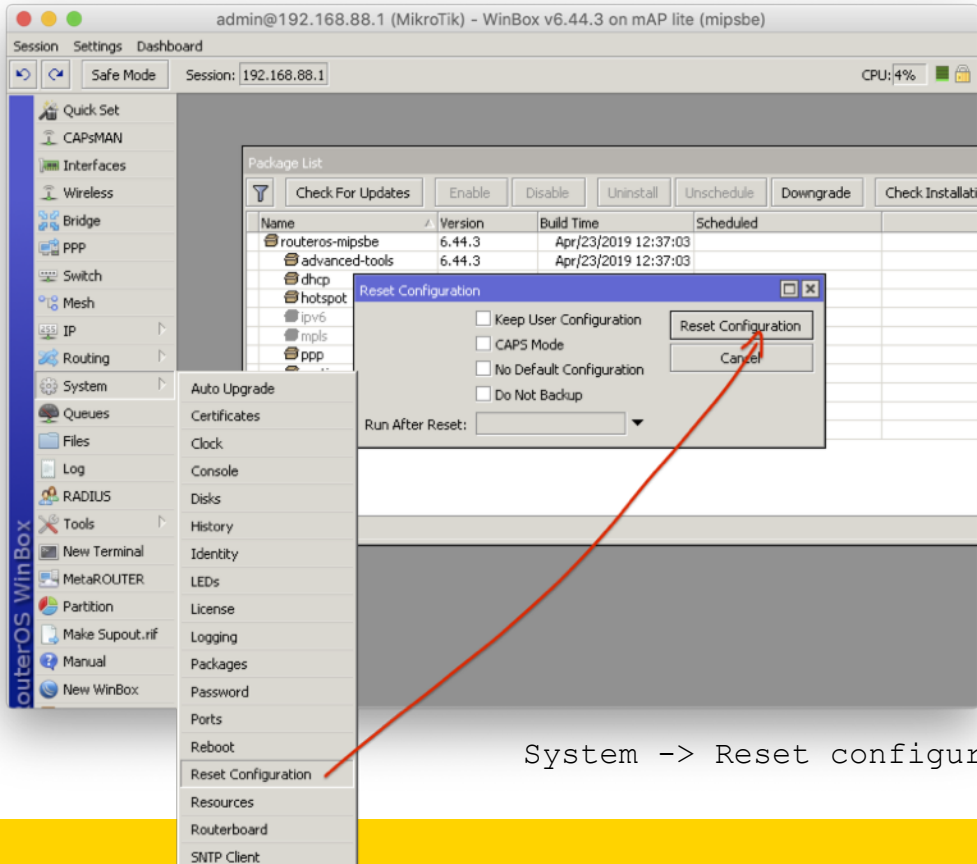 admin@192.168.88.1 (MikroTik) - WinBox v6.44.3 on mAP lite (mipsbe)
Session Settings Dashboard
Safe Mode Session: 192.168.88.1 CPU: 4%
Quick Set
CAPsMAN
Interfaces
Wireless
Bridge
PPP
Switch
Mesh
IP
Routing
System
Queues
Files
Log
RADIUS
Tools
New Terminal
MetaROUTER
Partition
Make Supout.rif
Manual
New WinBox
outerOS WinBox
Package List
Check For Updates Enable Disable Uninstall Unschedule Downgrade Check Installati
Name Version Build Time Scheduled
routeros-mipsbe 6.44.3 Apr/23/2019 12:37:03
advanced-tools 6.44.3 Apr/23/2019 12:37:03
dhcp
hotspot
ipv6
mpls
ppp
Reset Configuration
Keep User Configuration
CAPS Mode
No Default Configuration
Do Not Backup
Run After Reset:
Reset Configuration
Cancel
Auto Upgrade
Certificates
Clock
Console
Disks
History
Identity
LEDs
License
Logging
Packages
Password
Ports
Reboot
Reset Configuration
Resources
Routerboard
SNTP Client
System -> Reset configur